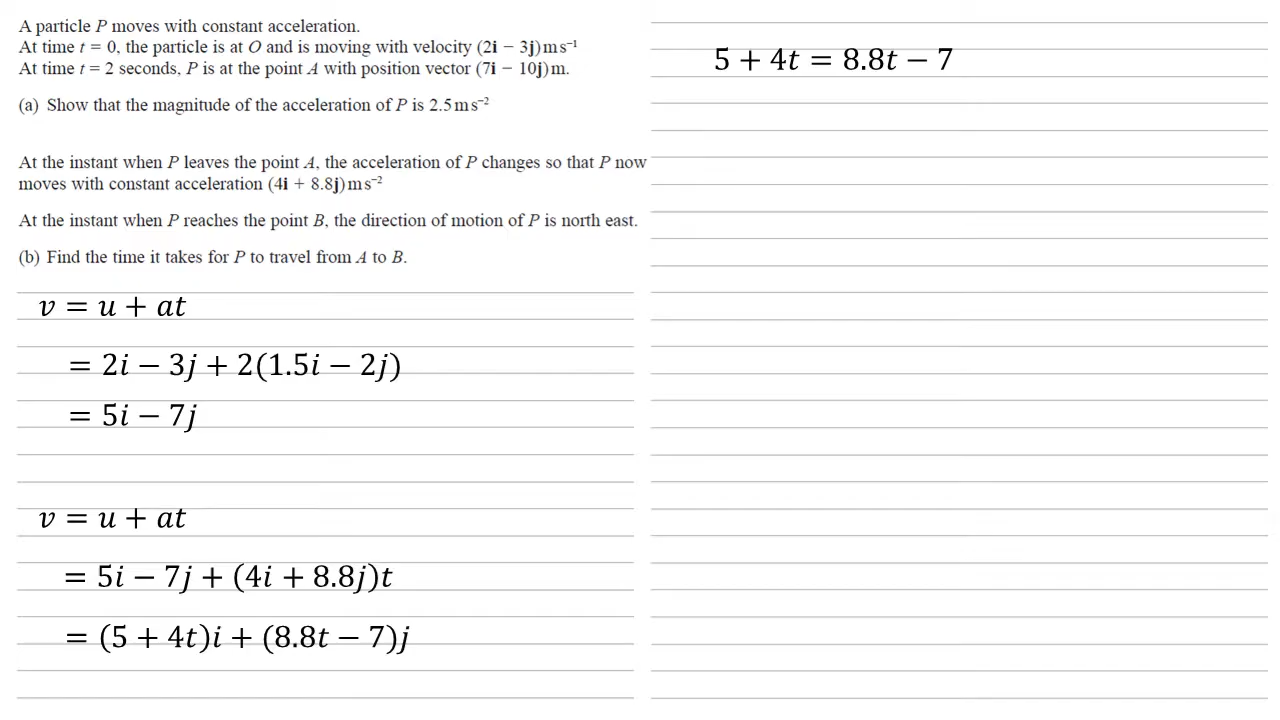 A particle P moves with constant acceleration.
At time t = 0, the particle is at O and is moving with velocity (2i − 3j) m s⁻¹
At time t = 2 seconds, P is at the point A with position vector (7i − 10j) m.
(a) Show that the magnitude of the acceleration of P is 2.5 m s⁻²
At the instant when P leaves the point A, the acceleration of P changes so that P now
moves with constant acceleration (4i + 8.8j) m s⁻²
At the instant when P reaches the point B, the direction of motion of P is north east.
(b) Find the time it takes for P to travel from A to B.
v = u + at
= 2i − 3j + 2(1.5i − 2j)
= 5i − 7j
v = u + at
= 5i − 7j + (4i + 8.8j)t
= (5 + 4t)i + (8.8t − 7)j
5 + 4t = 8.8t − 7